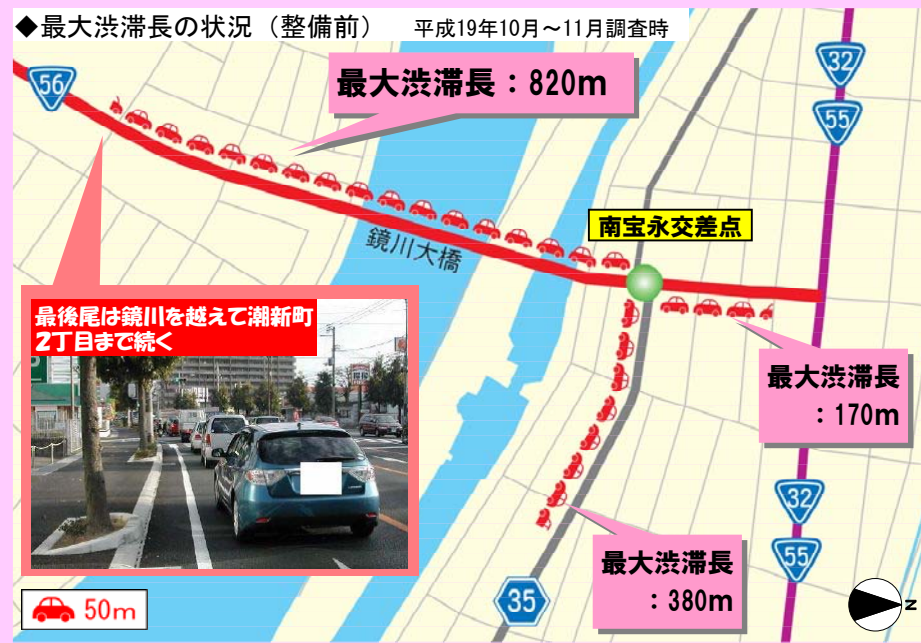 ◆最大渋滞長の状況（整備前）　平成19年10月～11月調査時
56
最大渋滞長：820m
32
55
南宝永交差点
鏡川大橋
最後尾は鏡川を越えて潮新町
2丁目まで続く
最大渋滞長
：170m
32
55
最大渋滞長
：380m
35
50m
N